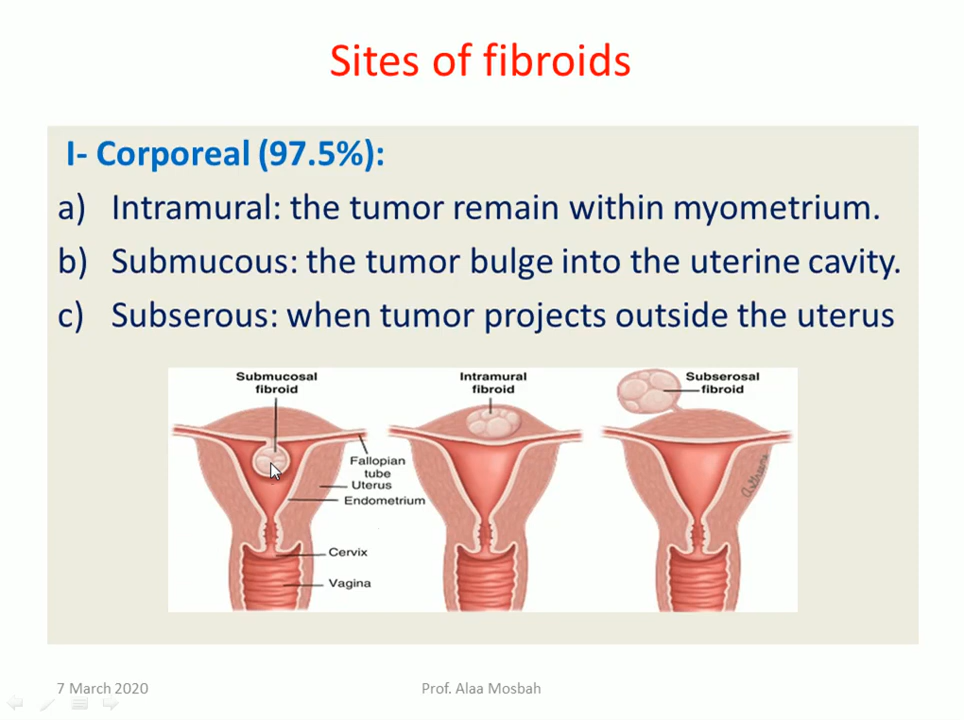 Sites of fibroids
I- Corporeal (97.5%):
a) Intramural: the tumor remain within myometrium.
b) Submucous: the tumor bulge into the uterine cavity.
c) Subserous: when tumor projects outside the uterus
Submucosal
fibroid
Intramural
fibroid
Subserosal
fibroid
Fallopian
tube
Uterus
Endometrium
Cervix
Vagina
7 March 2020
Prof. Alaa Mosbah